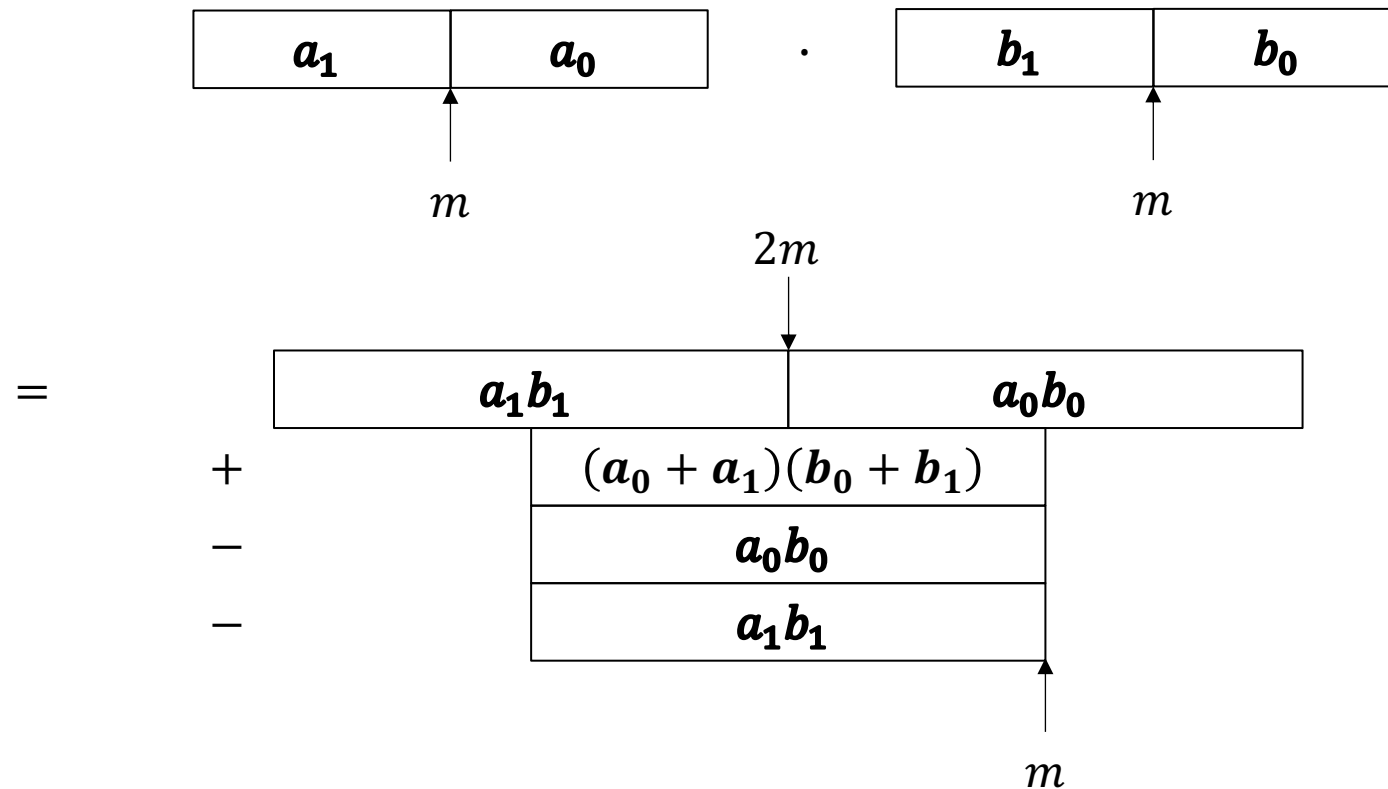 a₁ a₀ · b₁ b₀
m m
2m
= a₁b₁ a₀b₀
+ (a₀ + a₁)(b₀ + b₁)
− a₀b₀
− a₁b₁
m